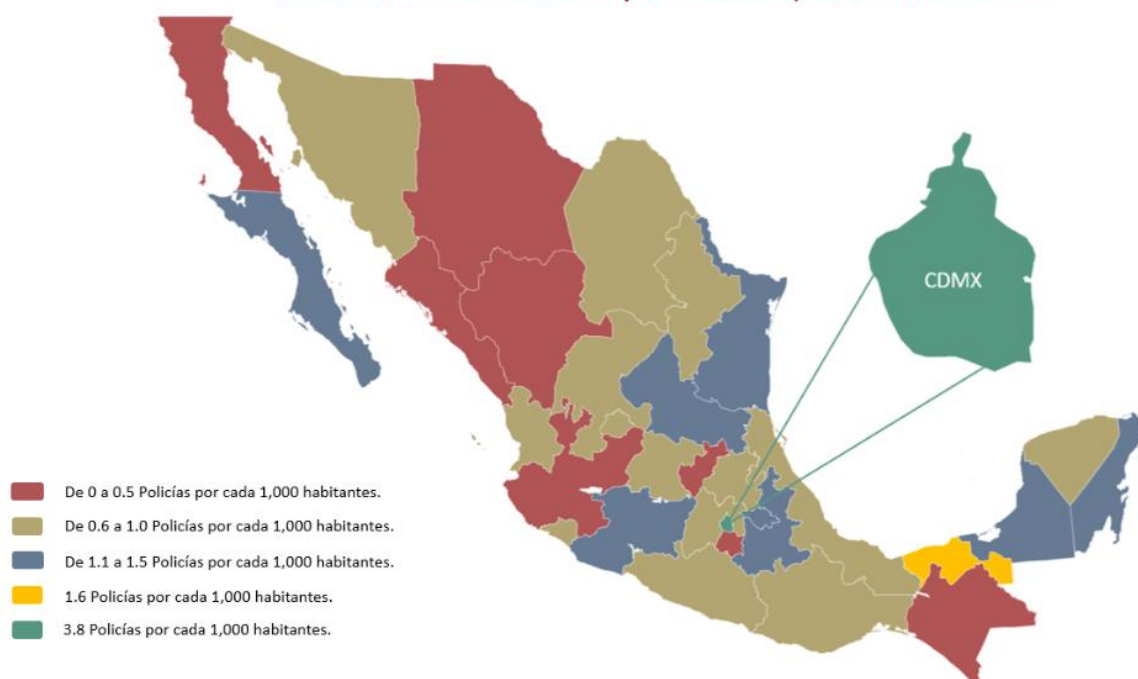 CDMX
De 0 a 0.5 Policías por cada 1,000 habitantes.
De 0.6 a 1.0 Policías por cada 1,000 habitantes.
De 1.1 a 1.5 Policías por cada 1,000 habitantes.
1.6 Policías por cada 1,000 habitantes.
3.8 Policías por cada 1,000 habitantes.